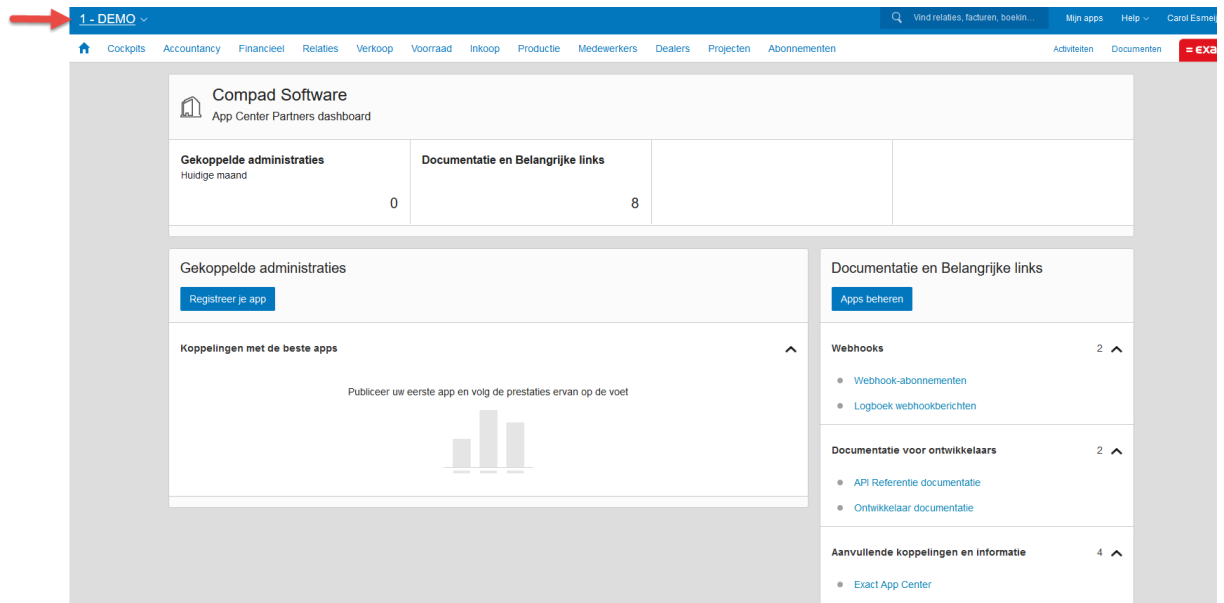 1 - DEMO
Vind relaties, facturen, boekin...
Mijn apps
Help
Carol Esmeij
Cockpits
Accountancy
Financieel
Relaties
Verkoop
Voorraad
Inkoop
Productie
Medewerkers
Dealers
Projecten
Abonnementen
Activiteiten
Documenten
= exa
Compad Software
App Center Partners dashboard
Gekoppelde administraties
Huidige maand
0
Documentatie en Belangrijke links
8
Gekoppelde administraties
Registreer je app
Koppelingen met de beste apps
Publiceer uw eerste app en volg de prestaties ervan op de voet
Documentatie en Belangrijke links
Apps beheren
Webhooks 2
Webhook-abonnementen
Logboek webhookberichten
Documentatie voor ontwikkelaars 2
API Referentie documentatie
Ontwikkelaar documentatie
Aanvullende koppelingen en informatie 4
Exact App Center